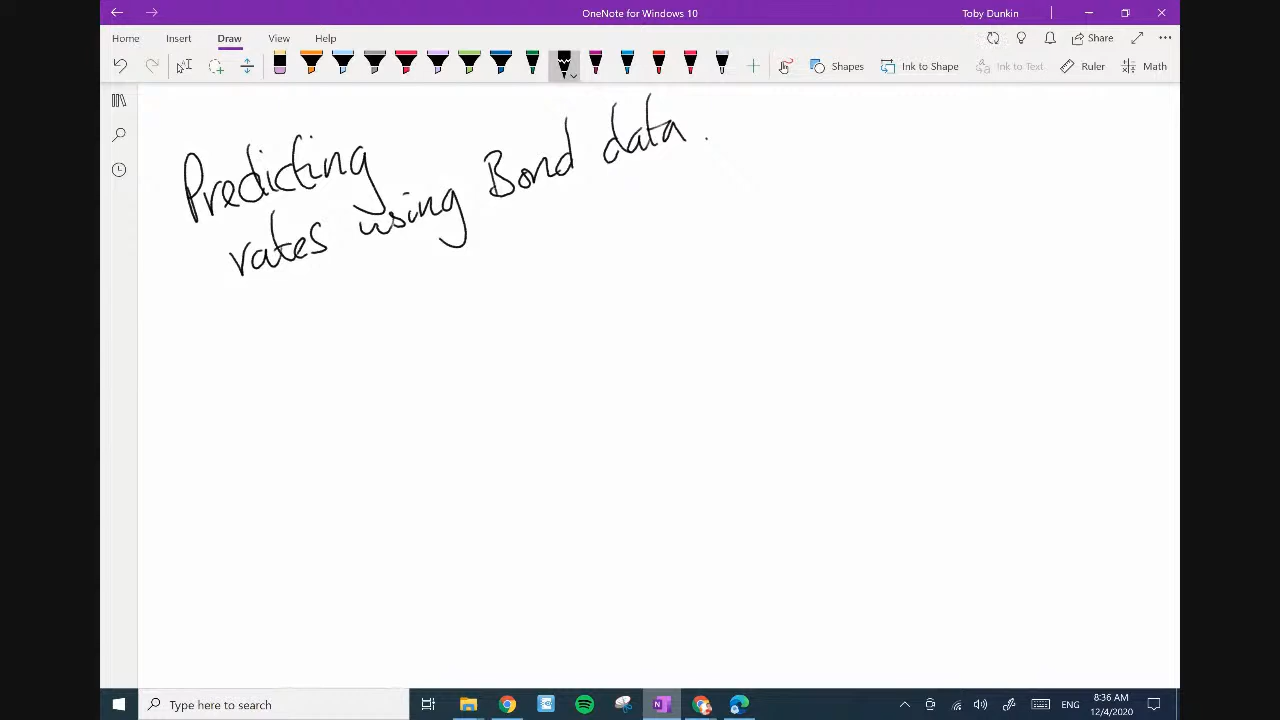 OneNote for Windows 10
Toby Dunkin
Home Insert Draw View Help
Share
Shapes Ink to Shape Ink to Text Ruler Math
Predicting
rates using Bond data.
Type here to search
ENG
8:36 AM
12/4/2020